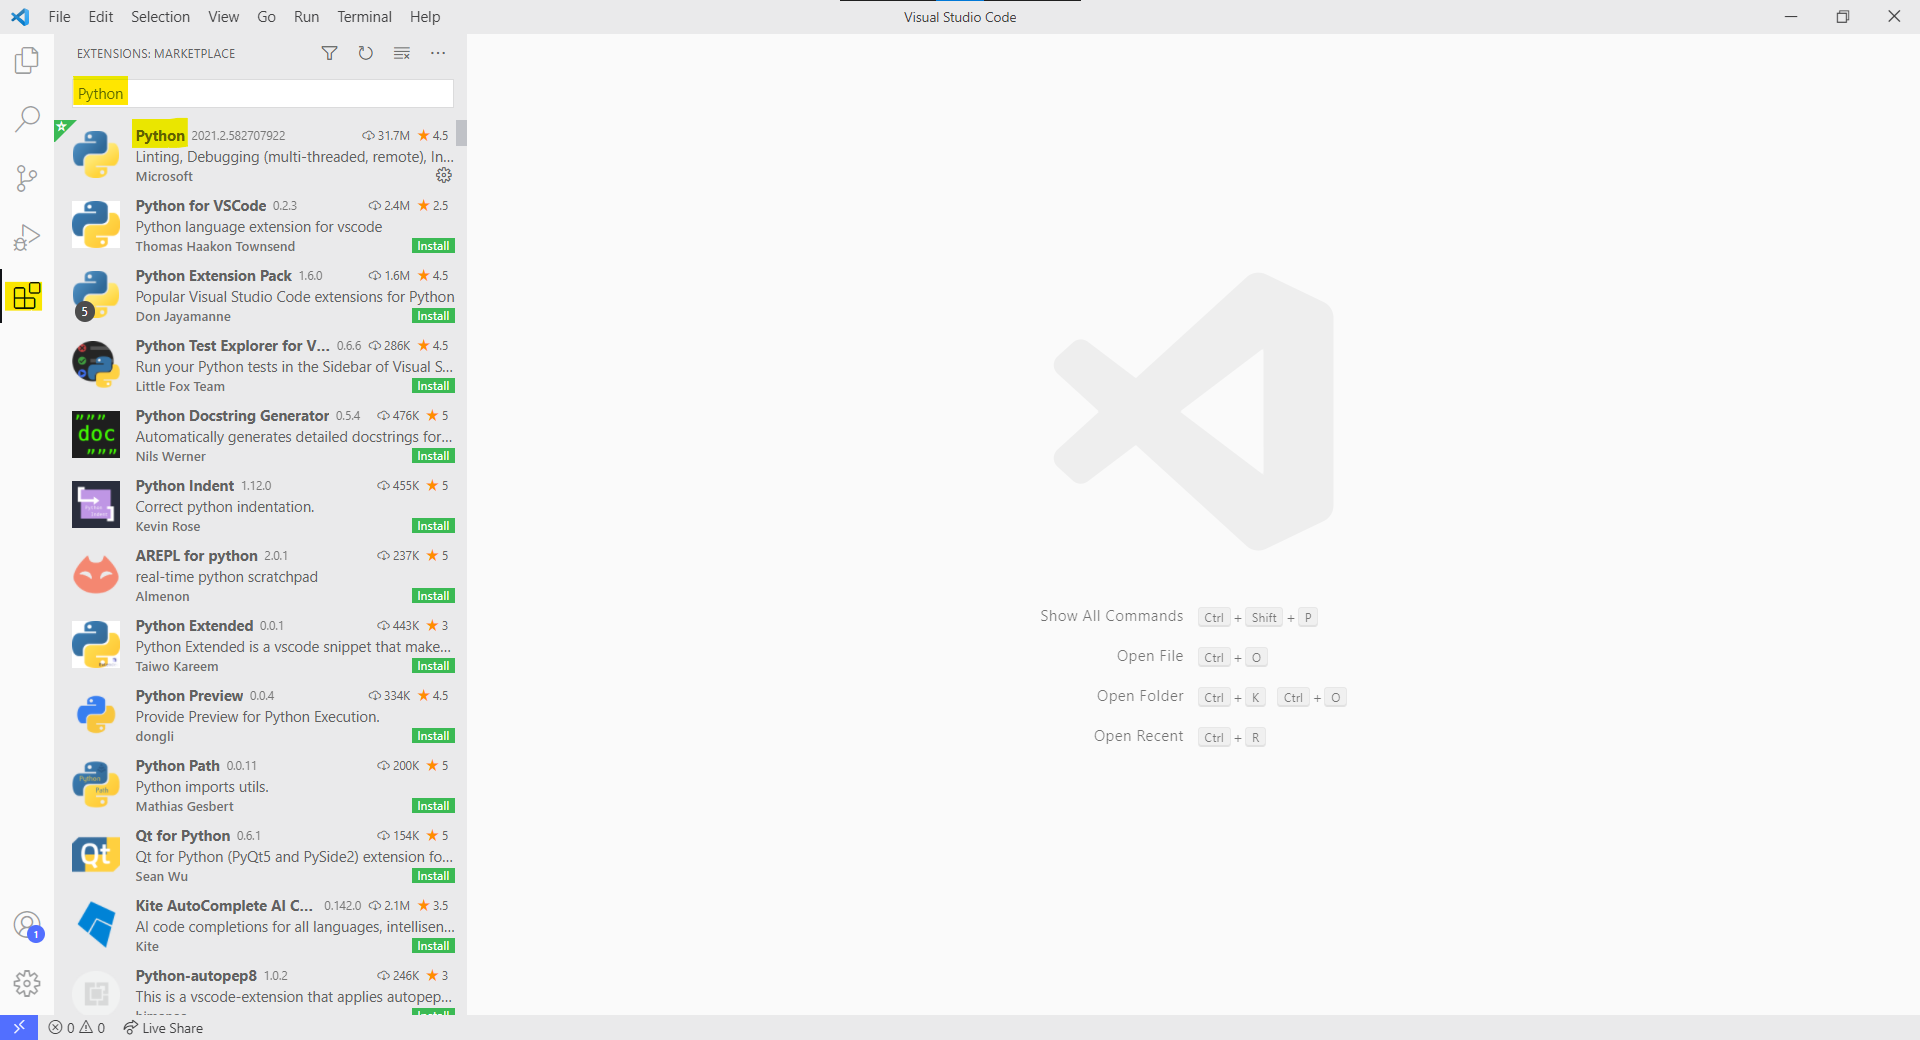 File Edit Selection View Go Run Terminal Help
Visual Studio Code
EXTENSIONS: MARKETPLACE
Python
Python 2021.2.582707922 31.7M 4.5
Linting, Debugging (multi-threaded, remote), In...
Microsoft
Python for VSCode 0.2.3 2.4M 2.5
Python language extension for vscode
Thomas Haakon Townsend Install
Python Extension Pack 1.6.0 1.6M 4.5
Popular Visual Studio Code extensions for Python
5
Don Jayamanne Install
Python Test Explorer for V... 0.6.6 286K 4.5
Run your Python tests in the Sidebar of Visual S...
Little Fox Team Install
Python Docstring Generator 0.5.4 476K 5
""" doc """
Automatically generates detailed docstrings for...
Nils Werner Install
Python Indent 1.12.0 455K 5
Correct python indentation.
Python Indent
Kevin Rose Install
AREPL for python 2.0.1 237K 5
real-time python scratchpad
Almenon Install
Python Extended 0.0.1 443K 3
Python Extended is a vscode snippet that make...
Taiwo Kareem Install
Python Preview 0.0.4 334K 4.5
Provide Preview for Python Execution.
dongli Install
Python Path 0.0.11 200K 5
Python Path
Python imports utils.
Mathias Gesbert Install
Qt for Python 0.6.1 154K 5
Qt
Qt for Python (PyQt5 and PySide2) extension fo...
Sean Wu Install
Kite AutoComplete AI C... 0.142.0 2.1M 3.5
AI code completions for all languages, intellisen...
Kite Install
Python-autopep8 1.0.2 246K 3
This is a vscode-extension that applies autopep...
Install
Show All Commands Ctrl + Shift + P
Open File Ctrl + O
Open Folder Ctrl + K Ctrl + O
Open Recent Ctrl + R
1
0 0 Live Share